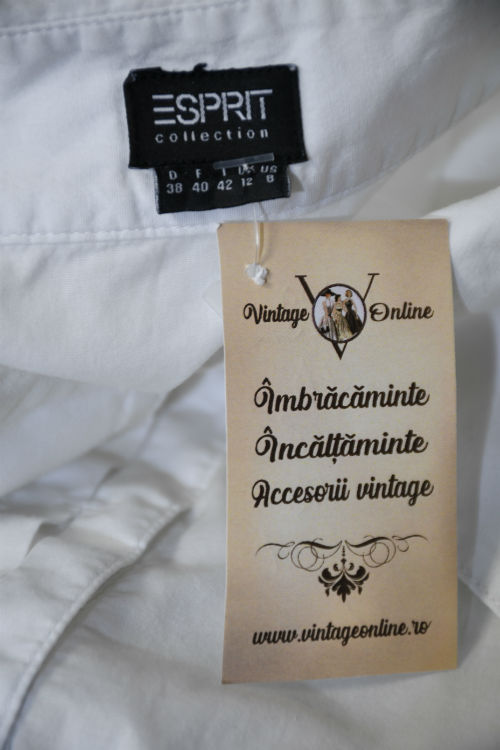 ESPRIT
collection
D F I UK US
38 40 42 12 8
Vintage Online
Îmbrăcăminte
Încălțăminte
Accesorii vintage
www.vintageonline.ro